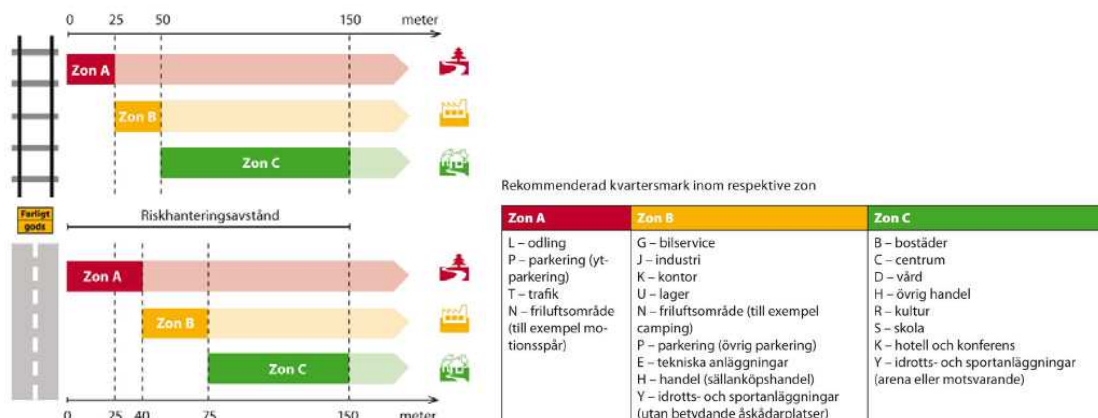 0 25 50 150 meter
Zon A
Zon B
Zon C
Farligt
gods
Riskhanteringsavstånd
Zon A
Zon B
Zon C
0 25 40 75 150 meter
Rekommenderad kvartersmark inom respektive zon
Zon A
L – odling
P – parkering (yt-
parkering)
T – trafik
N – friluftsområde
(till exempel mo-
tionsspår)
Zon B
G – bilservice
J – industri
K – kontor
U – lager
N – friluftsområde (till exempel
camping)
P – parkering (övrig parkering)
E – tekniska anläggningar
H – handel (sällanköpshandel)
Y – idrotts- och sportanläggningar
(utan betydande åskådarplatser)
Zon C
B – bostäder
C – centrum
D – vård
H – övrig handel
R – kultur
S – skola
K – hotell och konferens
Y – idrotts- och sportanläggningar
(arena eller motsvarande)